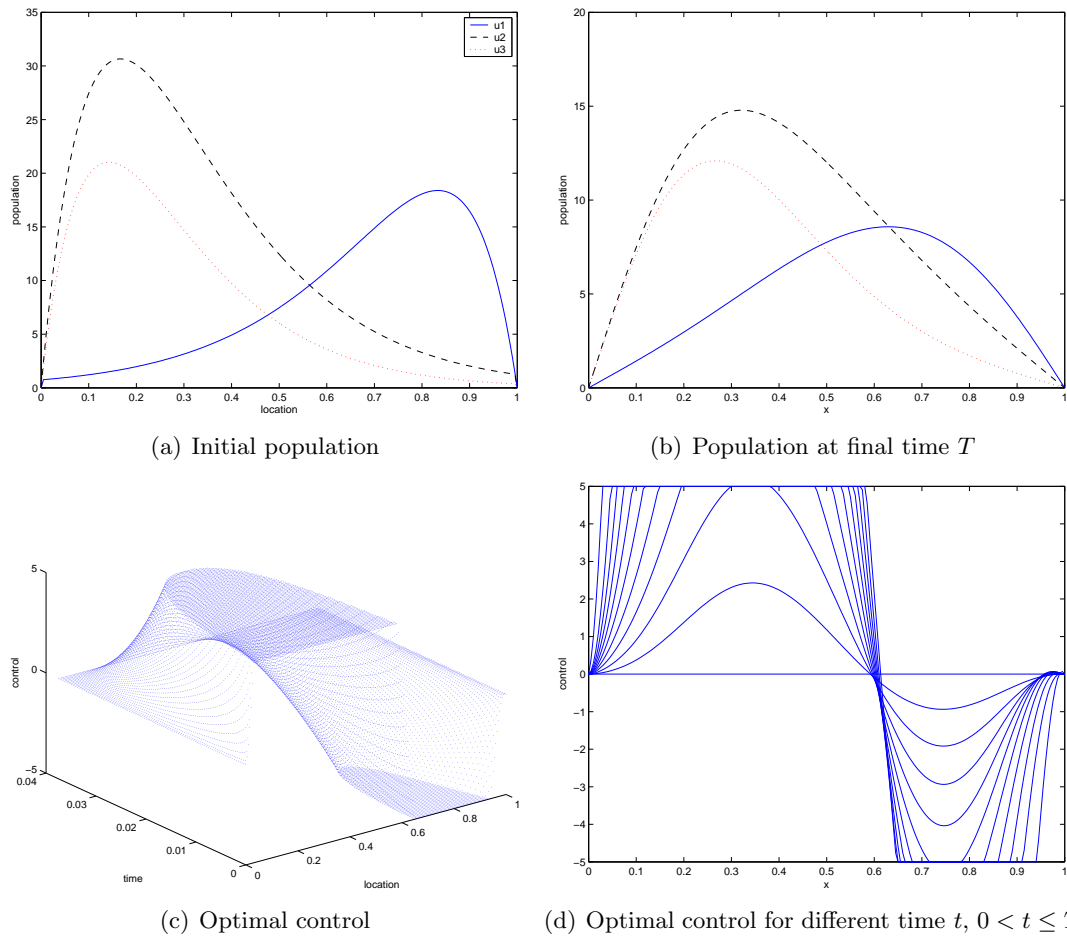 35
30
25
20
15
10
5
0
population
0 0.1 0.2 0.3 0.4 0.5 0.6 0.7 0.8 0.9 1
location
u1
u2
u3
(a) Initial population
20
15
10
5
0
population
0 0.1 0.2 0.3 0.4 0.5 0.6 0.7 0.8 0.9 1
x
(b) Population at final time T
5
0
−5
control
0.04
0.03
0.02
0.01
0
time
0
0.2
0.4
0.6
0.8
1
location
(c) Optimal control
5
4
3
2
1
0
−1
−2
−3
−4
−5
control
0 0.1 0.2 0.3 0.4 0.5 0.6 0.7 0.8 0.9 1
x
(d) Optimal control for different time t, 0 < t ≤